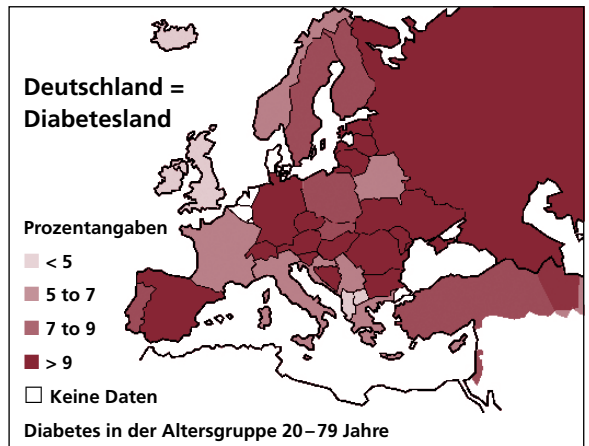 Deutschland =
Diabetesland
Prozentangaben
< 5
5 to 7
7 to 9
> 9
Keine Daten
Diabetes in der Altersgruppe 20–79 Jahre